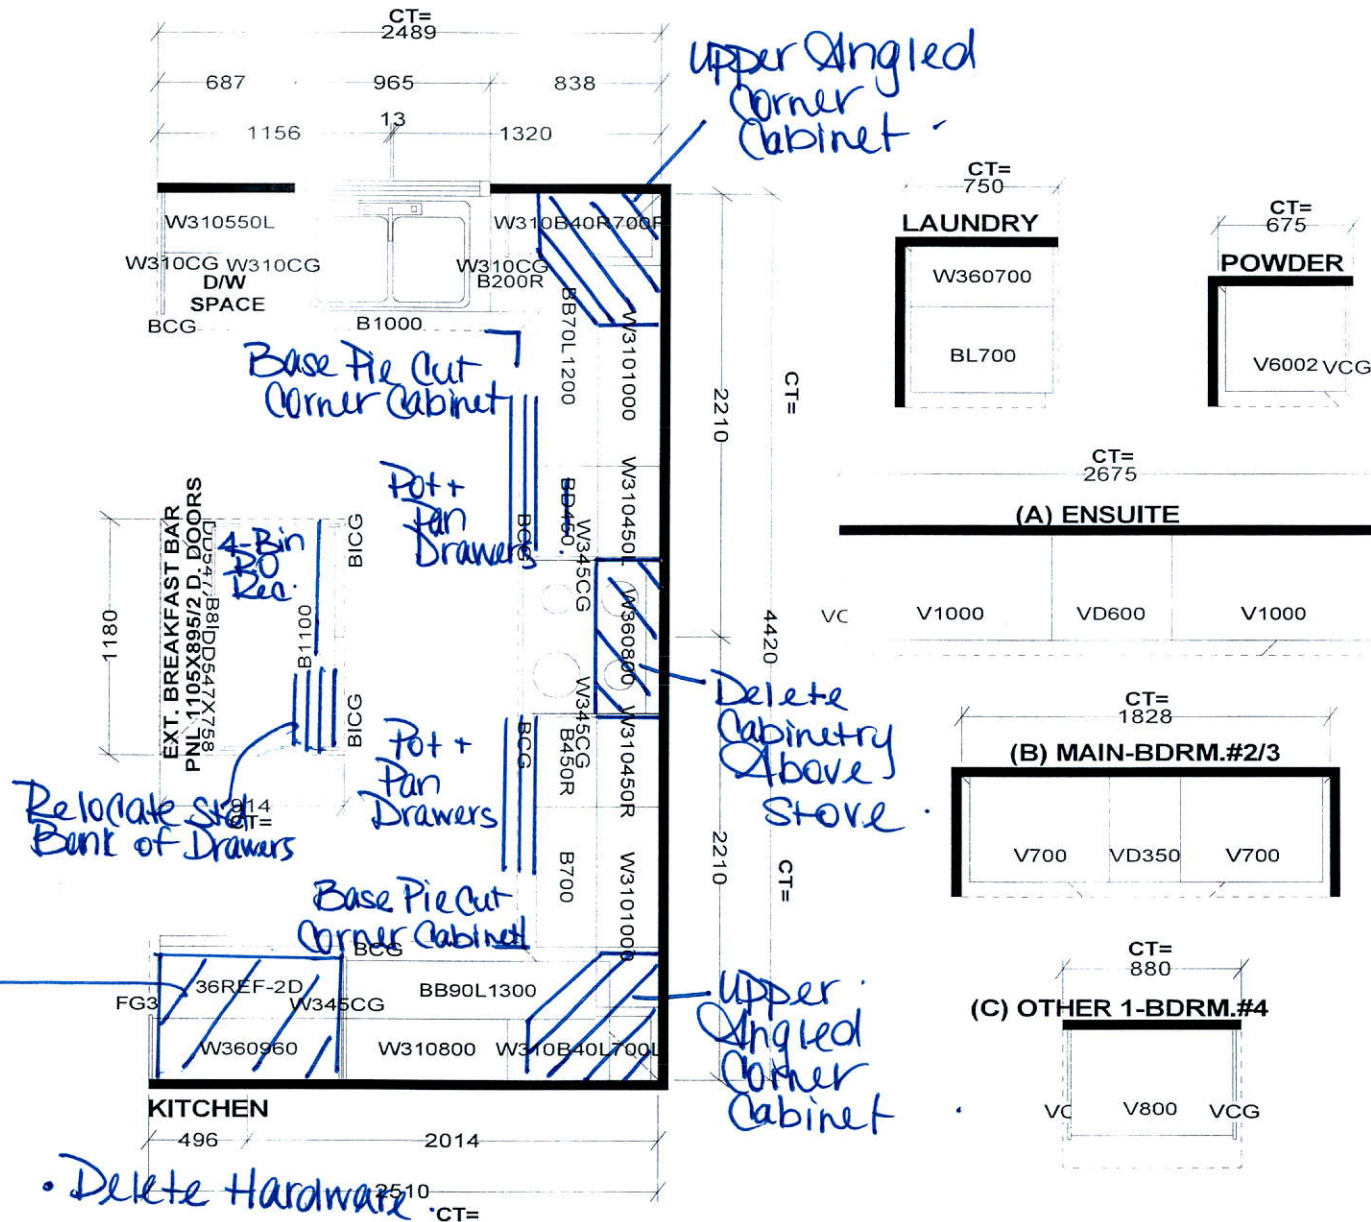 CT=
2489
687 965 838
1156 13 1320
Upper Angled
Corner
Cabinet.
W310550L
W310B40R700R
W310CG W310CG
W310CG
D/W
SPACE
B200R
BCG
B1000
BB70L1200
W3101000
Base Pie Cut
Corner Cabinet
2210
CT=
Pot +
Pan
Drawers.
BD450
W310450L
BCG
W345CG
W360800
4420
EXT. BREAKFAST BAR
PNL 1105X895/2 D. DOORS
B8IDD547X758
4-Bin
R.O
Rec.
BICG
B1100
BICG
1180
914
CT=
Relocate Std
Bank of Drawers
Pot +
Pan
Drawers
W345CG
BCG
B450R
W310450R
Delete
Cabinetry
Above
Stove.
2210
CT=
B700
W3101000
Base Pie Cut
Corner Cabinet
BCG
36REF-2D
FG3
W345CG
BB90L1300
W360960
W310800
W310B40L700L
Upper
Angled
Corner
Cabinet
KITCHEN
496 2014
2510
CT=
• Delete Hardware.
CT=
750
LAUNDRY
W360700
BL700
CT=
675
POWDER
V6002 VCG
CT=
2675
(A) ENSUITE
VC V1000 VD600 V1000
CT=
1828
(B) MAIN-BDRM.#2/3
V700 VD350 V700
CT=
880
(C) OTHER 1-BDRM.#4
VC V800 VCG